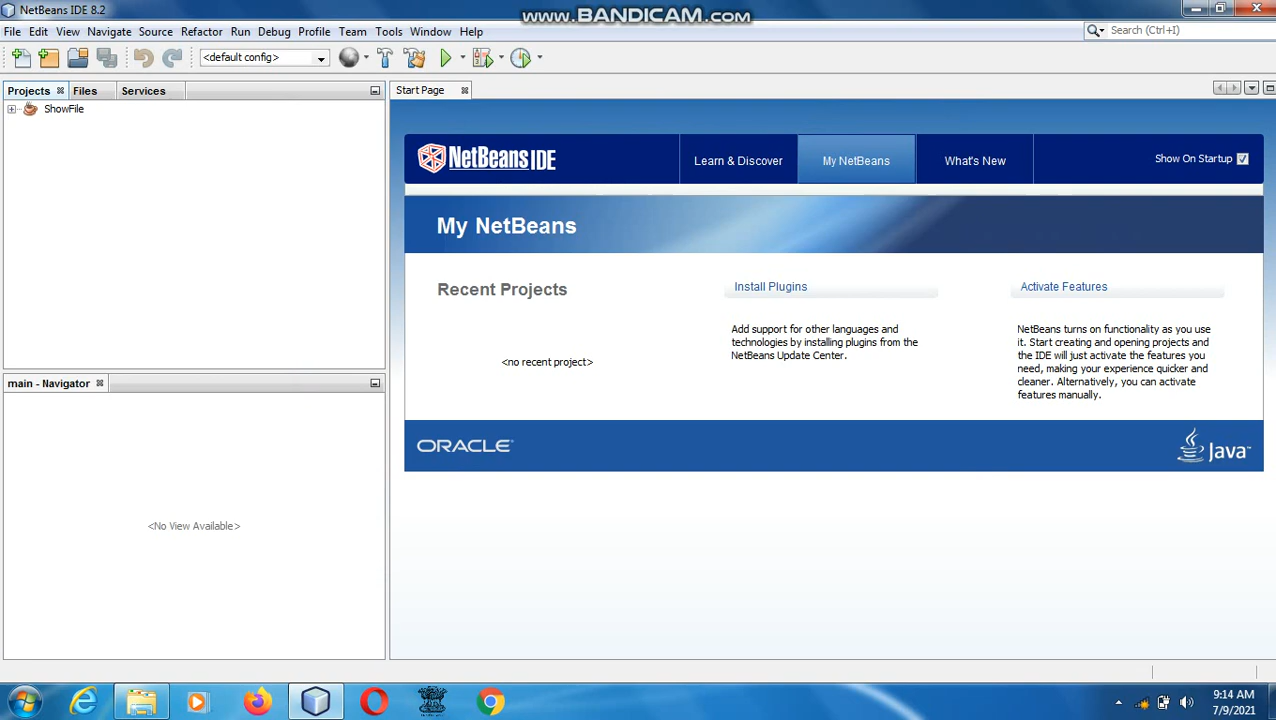 NetBeans IDE 8.2
www.BANDICAM.com
File Edit View Navigate Source Refactor Run Debug Profile Team Tools Window Help
Search (Ctrl+I)
<default config>
Projects Files Services
Start Page
ShowFile
NetBeans IDE
Learn & Discover
My NetBeans
What's New
Show On Startup
My NetBeans
Recent Projects
<no recent project>
Install Plugins
Add support for other languages and
technologies by installing plugins from the
NetBeans Update Center.
Activate Features
NetBeans turns on functionality as you use
it. Start creating and opening projects and
the IDE will just activate the features you
need, making your experience quicker and
cleaner. Alternatively, you can activate
features manually.
main - Navigator
<No View Available>
ORACLE
Java™
9:14 AM
7/9/2021